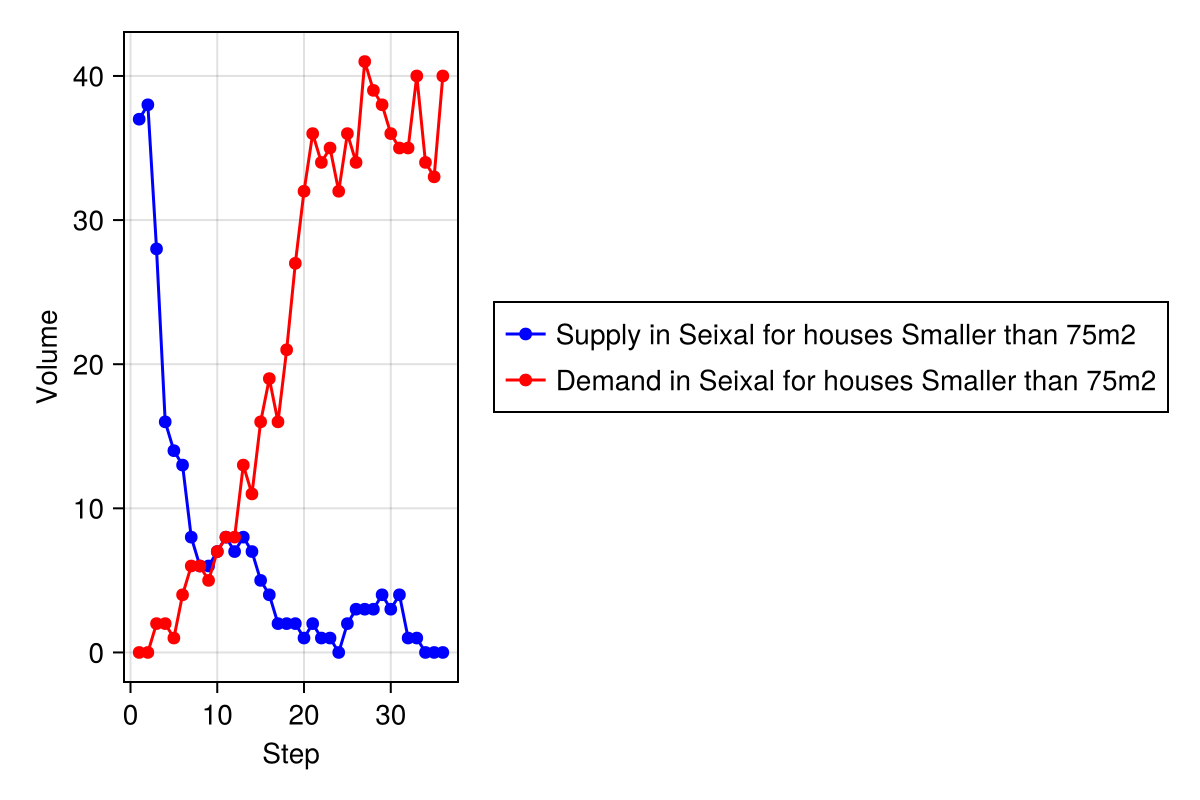 40
30
20
10
0
Volume
0 10 20 30
Step
Supply in Seixal for houses Smaller than 75m2
Demand in Seixal for houses Smaller than 75m2